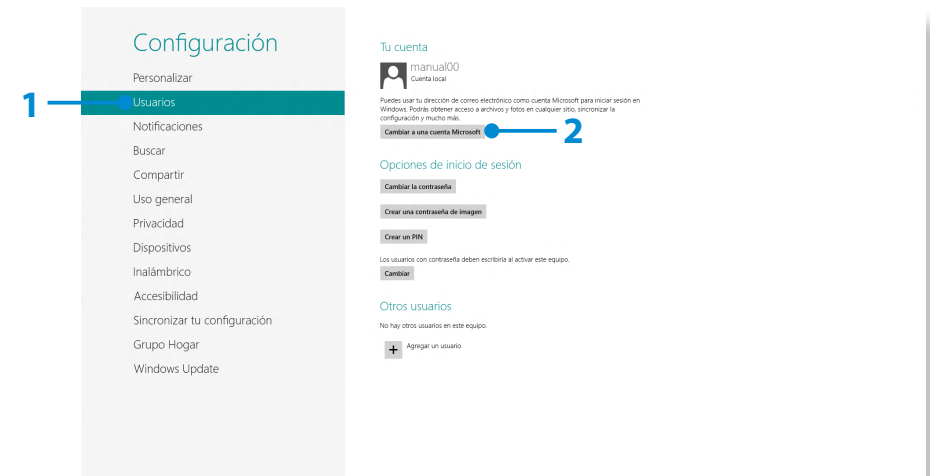 Configuración
Personalizar
1
Usuarios
Notificaciones
Buscar
Compartir
Uso general
Privacidad
Dispositivos
Inalámbrico
Accesibilidad
Sincronizar tu configuración
Grupo Hogar
Windows Update
Tu cuenta
manual00
Cuenta local
Puedes usar tu dirección de correo electrónico como cuenta Microsoft para iniciar sesión en
Windows. Podrás obtener acceso a archivos y fotos en cualquier sitio, sincronizar la
configuración y mucho más.
Cambiar a una cuenta Microsoft
2
Opciones de inicio de sesión
Cambiar la contraseña
Crear una contraseña de imagen
Crear un PIN
Los usuarios con contraseña deben escribirla al activar este equipo.
Cambiar
Otros usuarios
No hay otros usuarios en este equipo.
+ Agregar un usuario